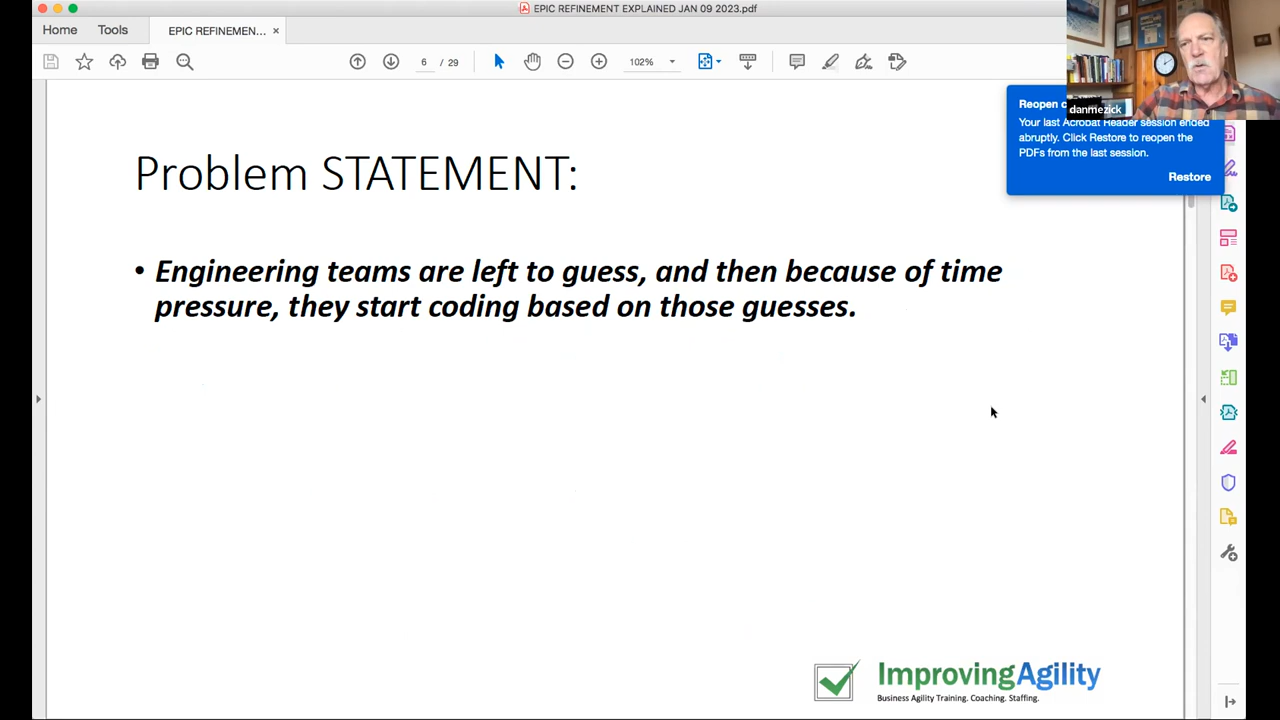 EPIC REFINEMENT EXPLAINED JAN 09 2023.pdf
Home
Tools
EPIC REFINEMEN... ×
6 / 29
102%
danmezick
Reopen
Your last Acrobat Reader session ended
abruptly. Click Restore to reopen the
PDFs from the last session.
Restore
Problem STATEMENT:
• Engineering teams are left to guess, and then because of time
pressure, they start coding based on those guesses.
ImprovingAgility
Business Agility Training. Coaching. Staffing.